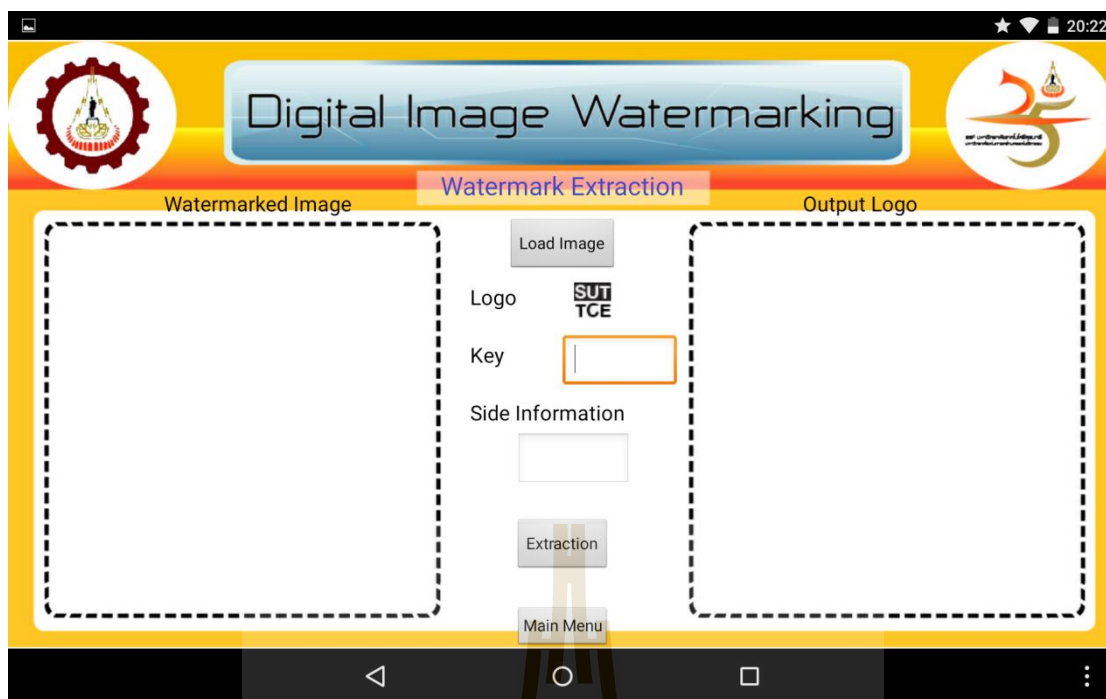 20:22
Digital Image Watermarking
Watermark Extraction
Watermarked Image
Output Logo
Load Image
Logo
SUT
TCE
Key
Side Information
Extraction
Main Menu